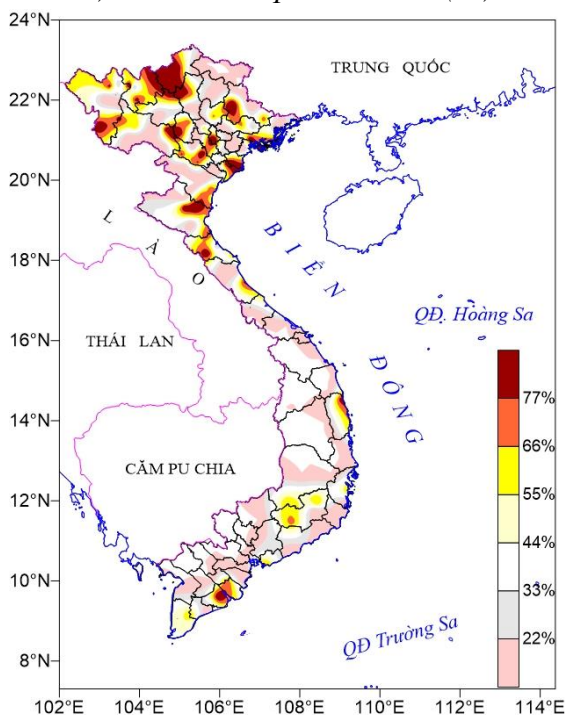 24°N
22°N
20°N
18°N
16°N
14°N
12°N
10°N
8°N
TRUNG QUỐC
LÀO
BIỂN ĐÔNG
QĐ. Hoàng Sa
THÁI LAN
CĂM PU CHIA
QĐ Trường Sa
77%
66%
55%
44%
33%
22%
102°E 104°E 106°E 108°E 110°E 112°E 114°E